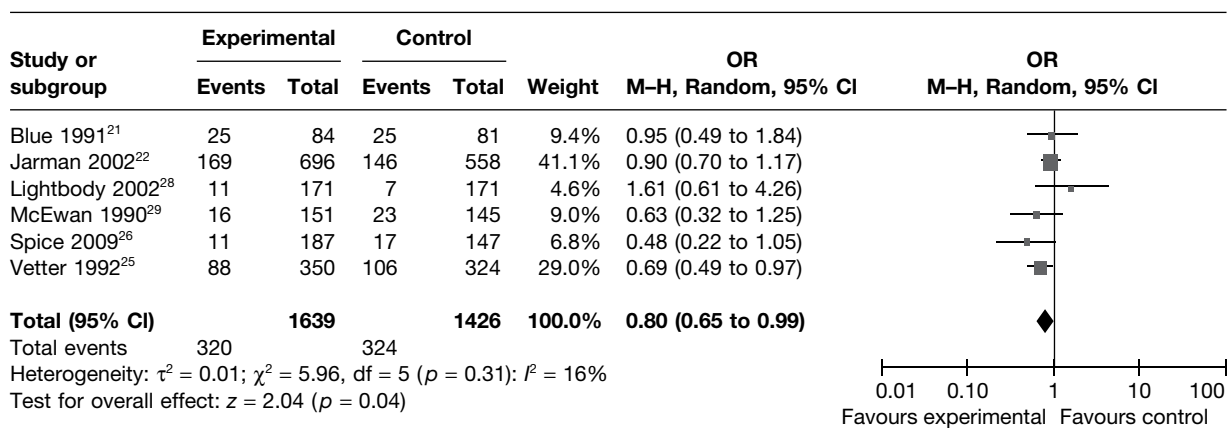 Experimental Control
Study or subgroup Events Total Events Total Weight OR M–H, Random, 95% CI OR M–H, Random, 95% CI
Blue 1991²¹ 25 84 25 81 9.4% 0.95 (0.49 to 1.84)
Jarman 2002²² 169 696 146 558 41.1% 0.90 (0.70 to 1.17)
Lightbody 2002²⁸ 11 171 7 171 4.6% 1.61 (0.61 to 4.26)
McEwan 1990²⁹ 16 151 23 145 9.0% 0.63 (0.32 to 1.25)
Spice 2009²⁶ 11 187 17 147 6.8% 0.48 (0.22 to 1.05)
Vetter 1992²⁵ 88 350 106 324 29.0% 0.69 (0.49 to 0.97)
Total (95% CI) 1639 1426 100.0% 0.80 (0.65 to 0.99)
Total events 320 324
Heterogeneity: τ² = 0.01; χ² = 5.96, df = 5 (p = 0.31): I² = 16%
Test for overall effect: z = 2.04 (p = 0.04)
0.01 0.10 1 10 100
Favours experimental Favours control